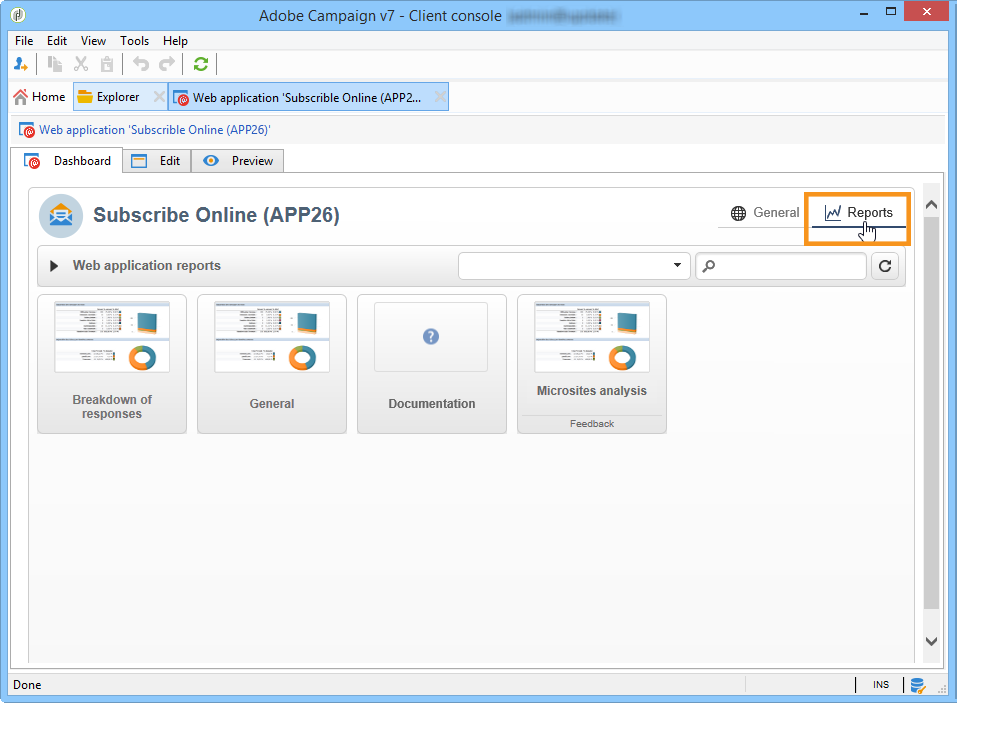 Adobe Campaign v7 - Client console
File Edit View Tools Help
Home Explorer Web application 'Subscrible Online (APP2...
Web application 'Subscrible Online (APP26)'
Dashboard Edit Preview
Subscribe Online (APP26) General Reports
Web application reports
Breakdown of
responses
General
?
Documentation
Microsites analysis
Feedback
Done INS